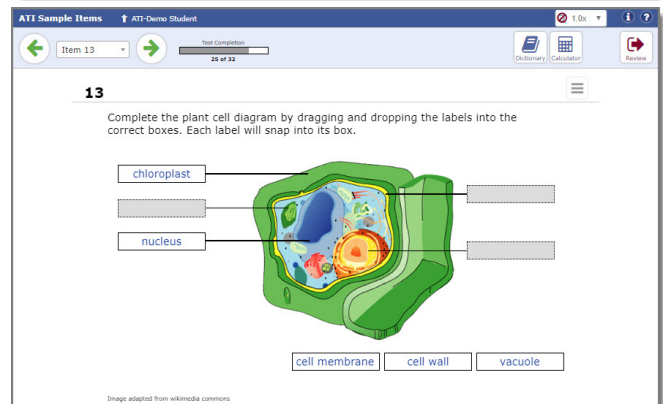 ATI Sample Items ATI-Demo Student 1.0x
Item 13
Test Completion
25 of 32
Dictionary Calculator Review
13
Complete the plant cell diagram by dragging and dropping the labels into the
correct boxes. Each label will snap into its box.
chloroplast
nucleus
cell membrane cell wall vacuole
Image adapted from wikimedia commons